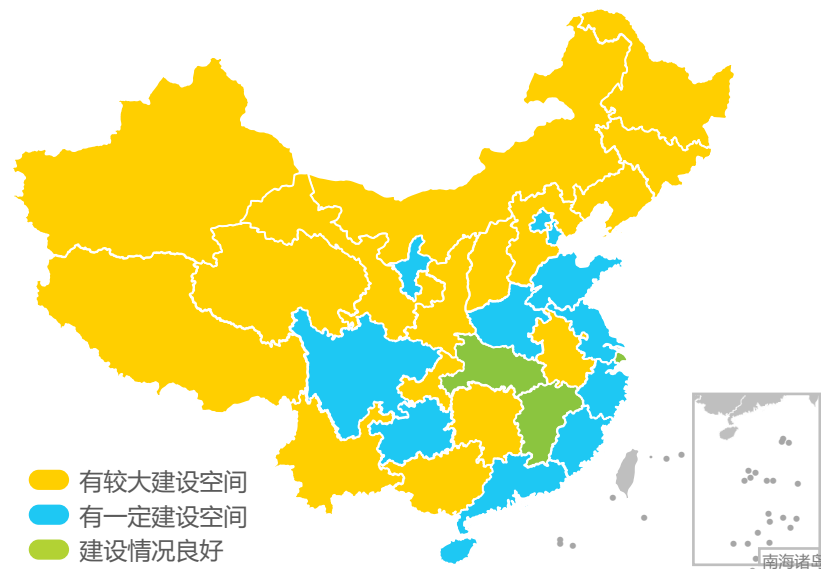 有较大建设空间
有一定建设空间
建设情况良好
南海诸岛